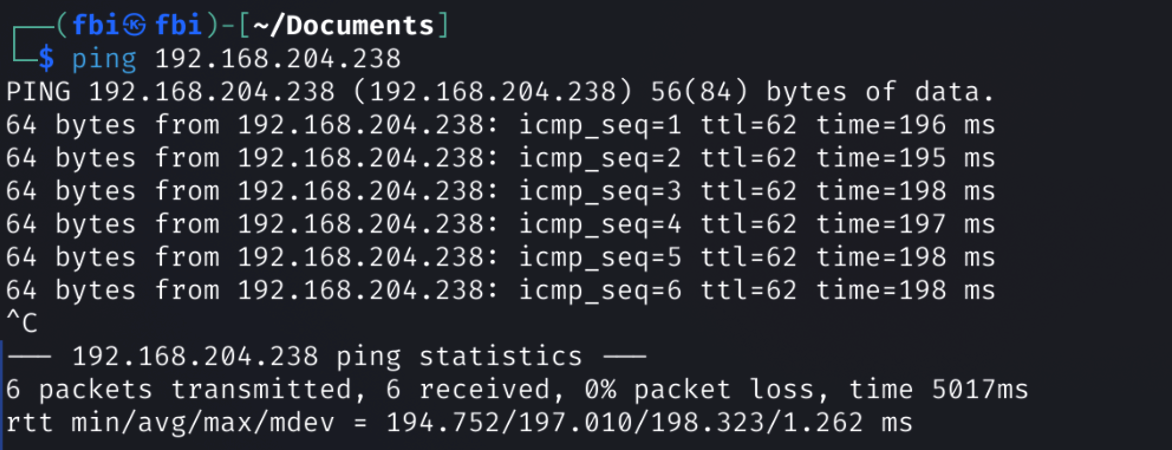 ┌──(fbi㉿fbi)-[~/Documents]
└─$ ping 192.168.204.238
PING 192.168.204.238 (192.168.204.238) 56(84) bytes of data.
64 bytes from 192.168.204.238: icmp_seq=1 ttl=62 time=196 ms
64 bytes from 192.168.204.238: icmp_seq=2 ttl=62 time=195 ms
64 bytes from 192.168.204.238: icmp_seq=3 ttl=62 time=198 ms
64 bytes from 192.168.204.238: icmp_seq=4 ttl=62 time=197 ms
64 bytes from 192.168.204.238: icmp_seq=5 ttl=62 time=198 ms
64 bytes from 192.168.204.238: icmp_seq=6 ttl=62 time=198 ms
^C
--- 192.168.204.238 ping statistics ---
6 packets transmitted, 6 received, 0% packet loss, time 5017ms
rtt min/avg/max/mdev = 194.752/197.010/198.323/1.262 ms